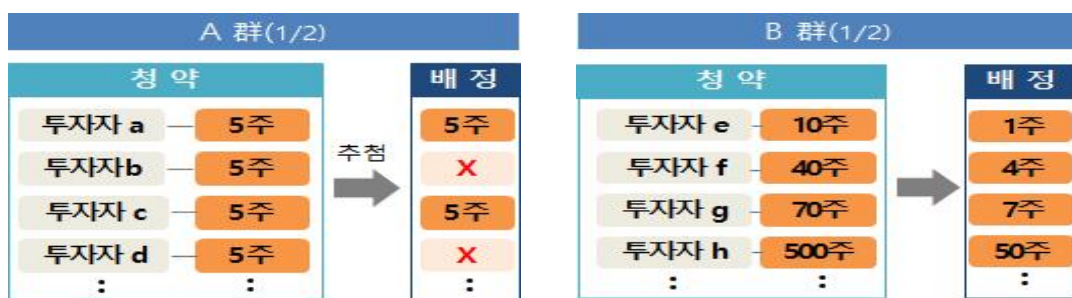 A 群(1/2)
청 약 배 정
투자자 a 5주 5주
투자자b 5주 X
추첨
투자자 c 5주 5주
투자자 d 5주 X
: : :
B 群(1/2)
청 약 배 정
투자자 e 10주 1주
투자자 f 40주 4주
투자자 g 70주 7주
투자자 h 500주 50주
: : :